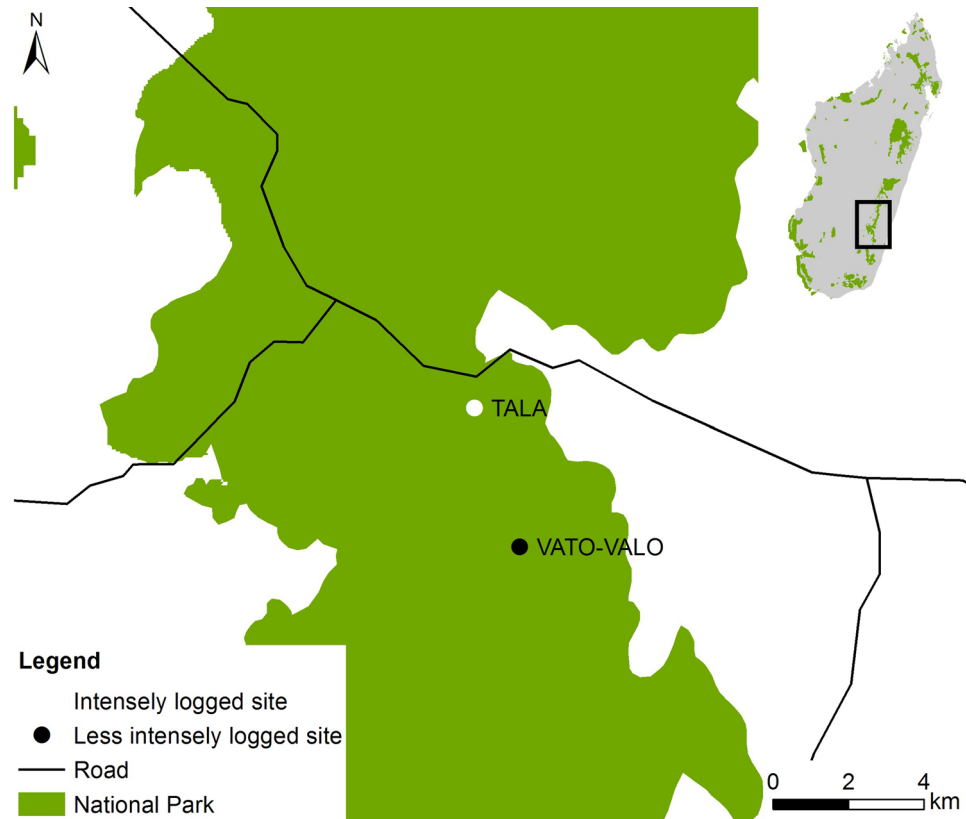 N
TALA
VATO-VALO
Legend
Intensely logged site
Less intensely logged site
Road
National Park
0 2 4
km